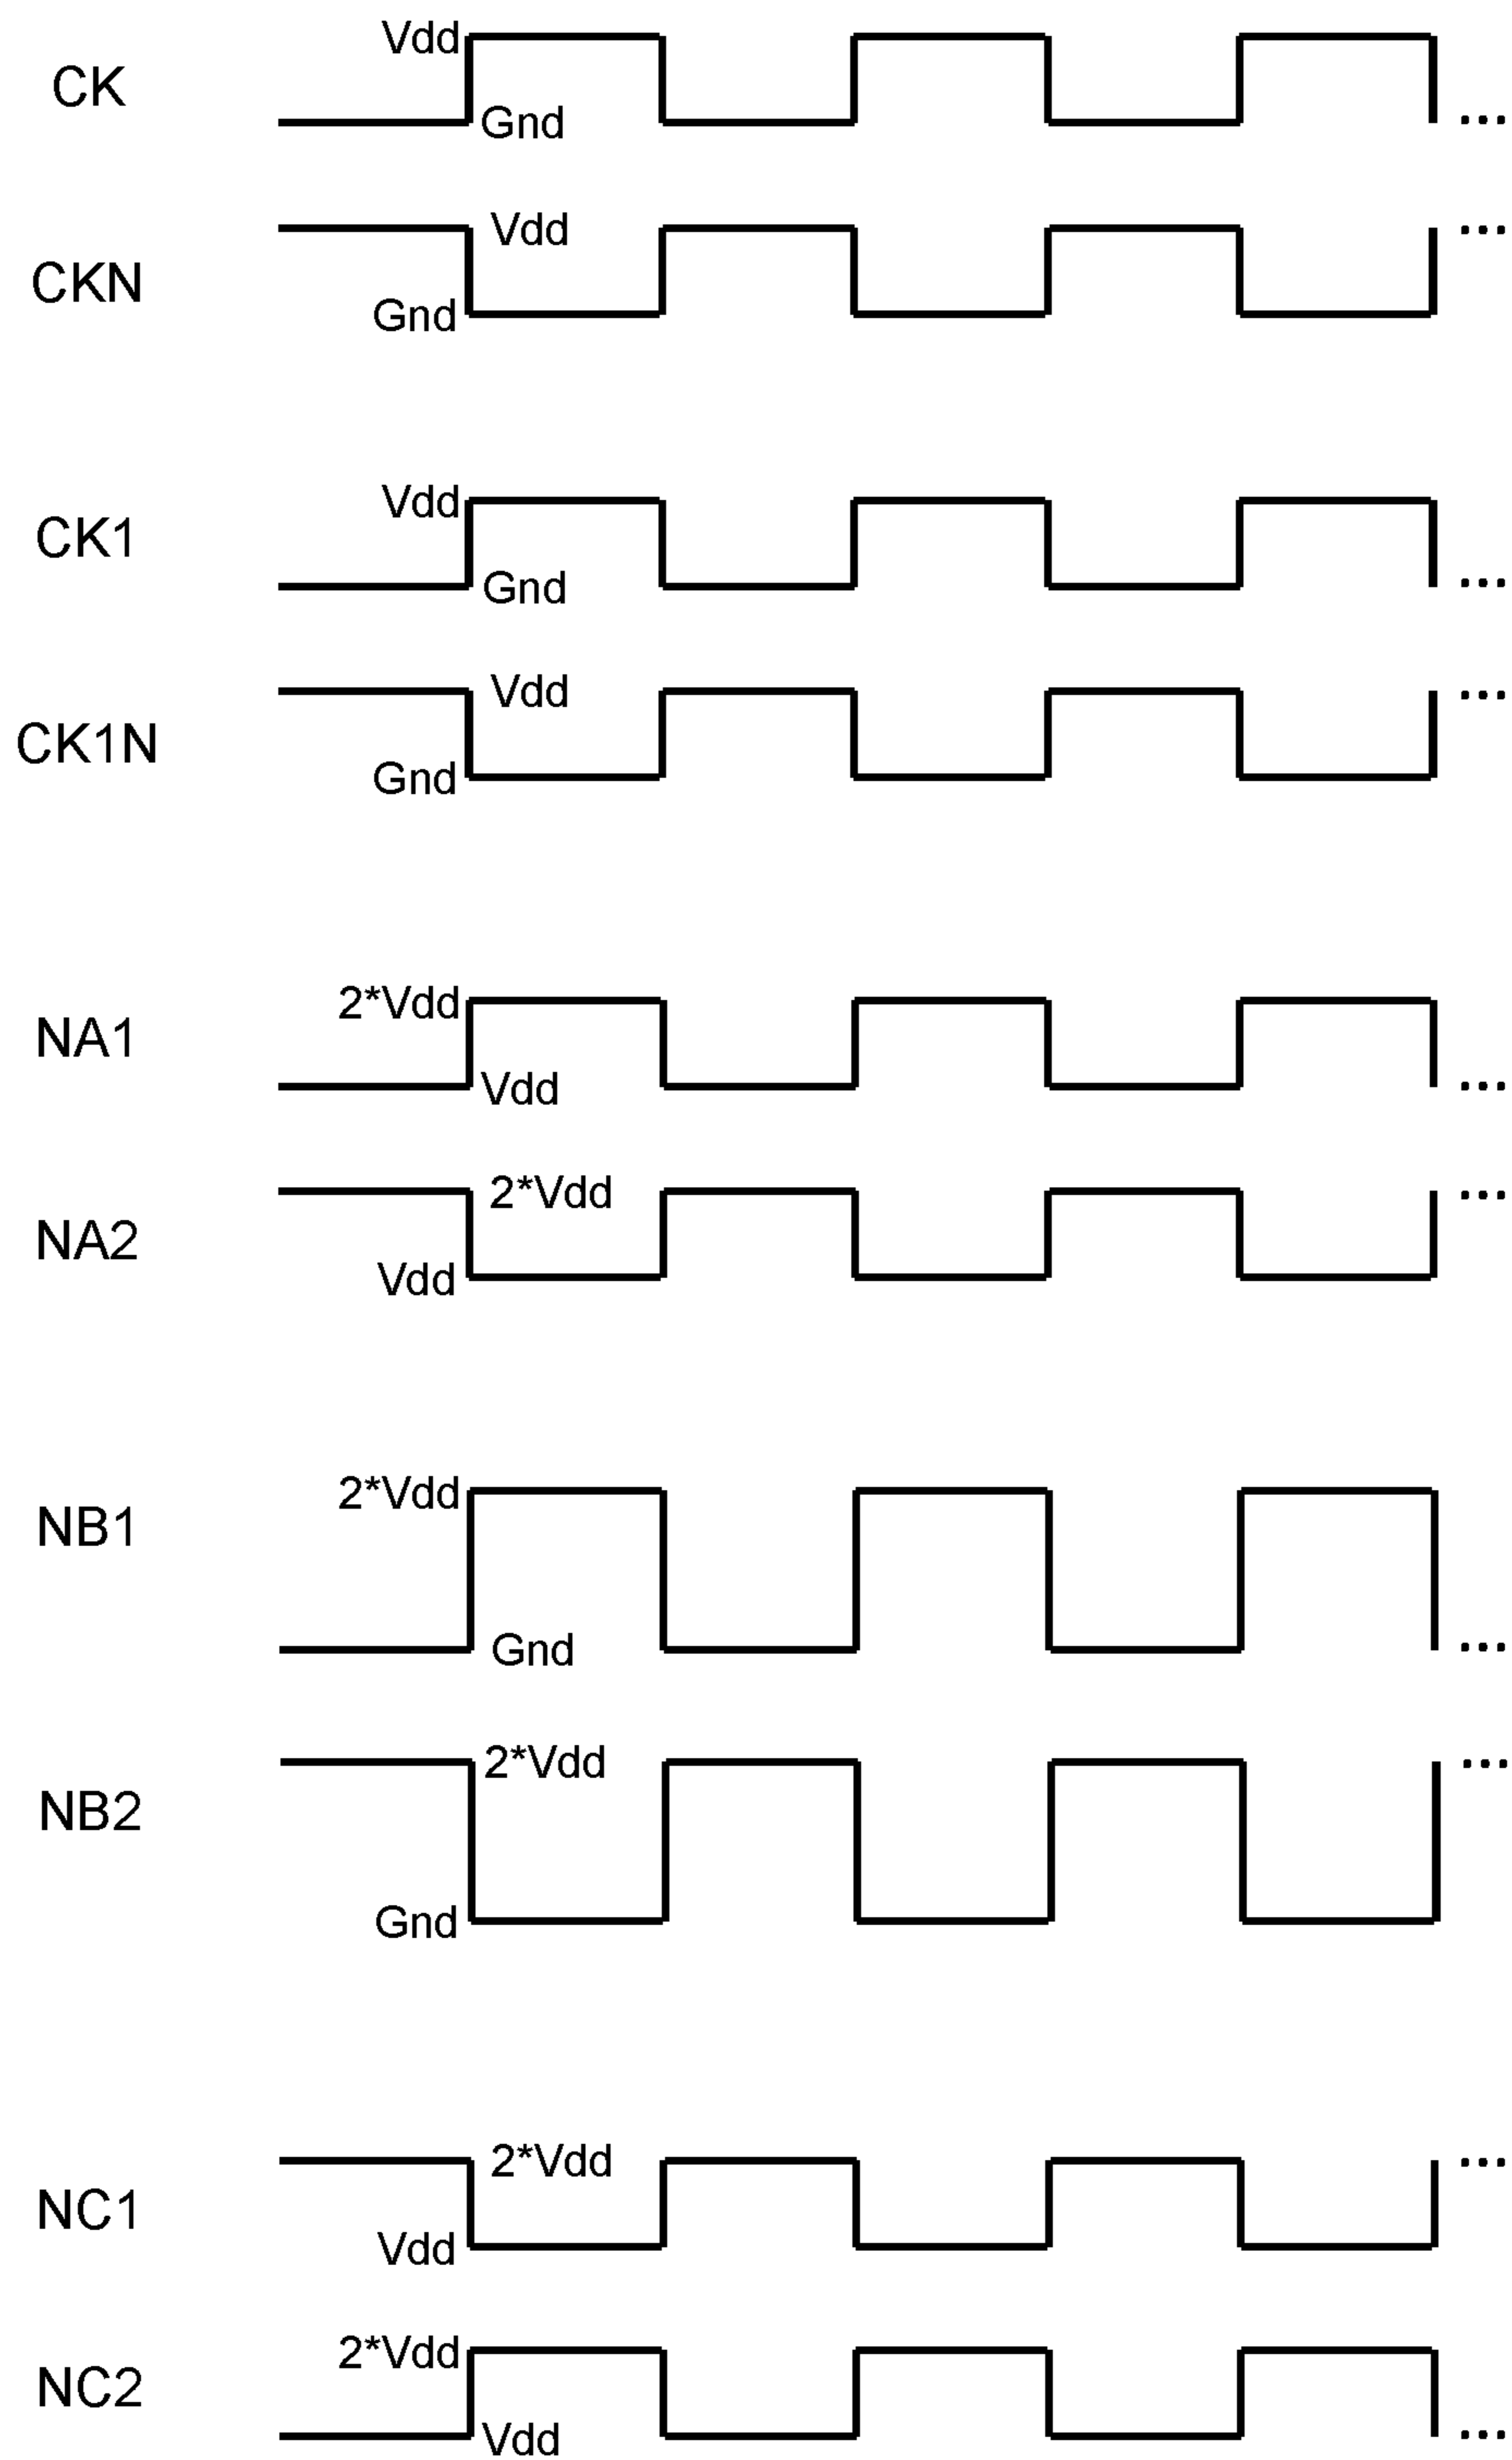 Vdd
CK
Gnd
...
Vdd
...
CKN
Gnd
Vdd
CK1
Gnd
...
Vdd
...
CK1N
Gnd
2*Vdd
NA1
Vdd
...
2*Vdd
...
NA2
Vdd
2*Vdd
NB1
Gnd
...
2*Vdd
...
NB2
Gnd
2*Vdd
...
NC1
Vdd
2*Vdd
NC2
Vdd
...